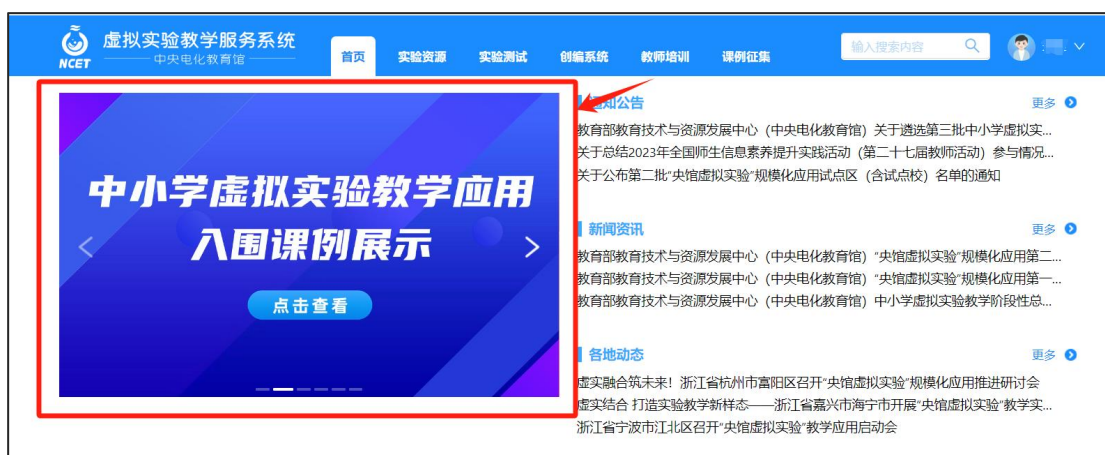 虚拟实验教学服务系统
NCET
中央电化教育馆
首页 实验资源 实验测试 创编系统 教师培训 课例征集
输入搜索内容
中小学虚拟实验教学应用
入围课例展示
点击查看
通知公告 更多
教育部教育技术与资源发展中心（中央电化教育馆）关于遴选第三批中小学虚拟实...
关于总结2023年全国师生信息素养提升实践活动（第二十七届教师活动）参与情况...
关于公布第二批“央馆虚拟实验”规模化应用试点区（含试点校）名单的通知
新闻资讯 更多
教育部教育技术与资源发展中心（中央电化教育馆）“央馆虚拟实验”规模化应用第二...
教育部教育技术与资源发展中心（中央电化教育馆）“央馆虚拟实验”规模化应用第一...
教育部教育技术与资源发展中心（中央电化教育馆）中小学虚拟实验教学阶段性总...
各地动态 更多
虚实融合筑未来！浙江省杭州市富阳区召开“央馆虚拟实验”规模化应用推进研讨会
虚实结合 打造实验教学新样态——浙江省嘉兴市海宁市开展“央馆虚拟实验”教学实...
浙江省宁波市江北区召开“央馆虚拟实验”教学应用启动会